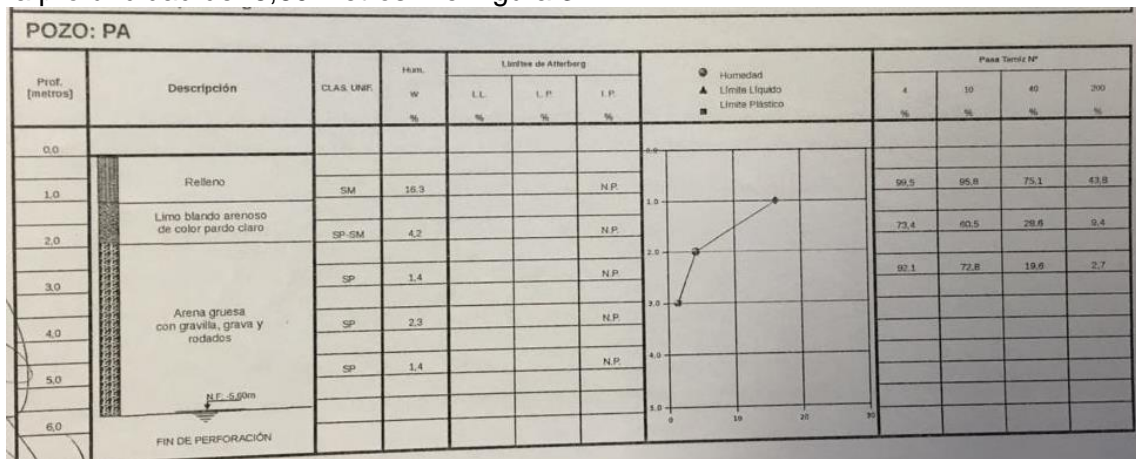 POZO: PA
Prof. [metros]
Descripción
CLAS. UNIF.
Hum. W %
Límites de Atterberg
L.L. %
L. P. %
I. P. %
Humedad
Límite Líquido
Límite Plástico
Pasa Tamiz Nº
4 % 10 % 40 % 200 %
0,0
Relleno
1,0
SM 16.3 N.P. 99,5 95,8 75,1 43,8
Limo blando arenoso
de color pardo claro
2,0
SP-SM 4,2 N.P. 73,4 60,5 28,6 9,4
SP 1,4 N.P. 92.1 72,8 19,6 2,7
3,0
Arena gruesa
con gravilla, grava y
rodados
SP 2,3 N.P.
4,0
SP 1,4 N.P.
5,0
N.F. -5,60m
6,0
FIN DE PERFORACIÓN
0.0
1.0
2.0
3.0
4.0
5.0
0 10 20 30